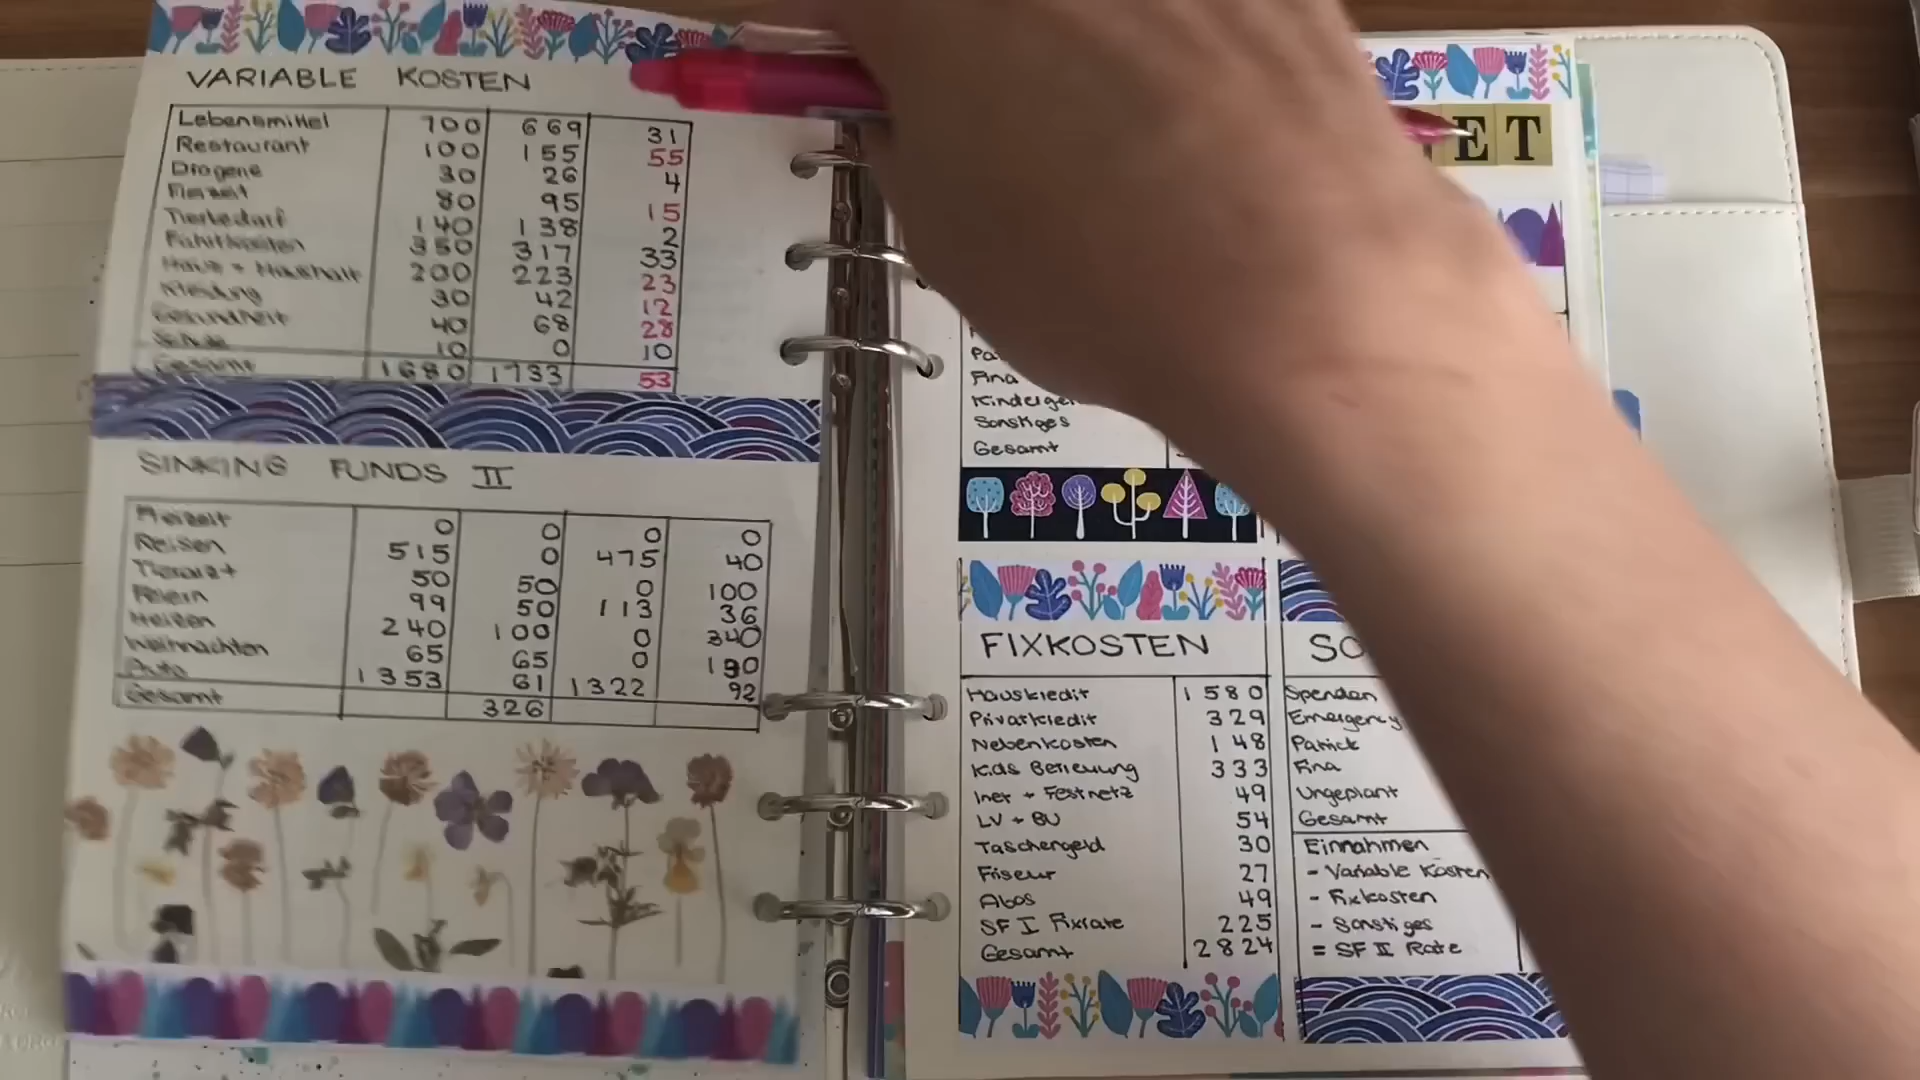 VARIABLE KOSTEN
Lebensmittel 700 669 31
Restaurant 100 155 55
Drogerie 30 26 4
Freizeit 80 95 15
Tierbedarf 140 138 2
Fahrtkosten 350 317 33
Haus + Haushalt 200 223 23
Kleidung 30 42 12
Gesundheit 40 68 28
Schule 10 0 10
Gesamt 1680 1733 53
SINKING FUNDS II
Freizeit 0 0 0 0
Reisen 515 0 475 40
Tierarzt 50 50 0 100
Feiern 99 50 113 36
Heizen 240 100 0 340
Weihnachten 65 65 0 130
Auto 1353 61 1322 92
Gesamt 326
ET
Fina
Kinderge
Sonstiges
Gesamt
FIXKOSTEN
Hauskredit 1580
Privatkredit 329
Nebenkosten 148
Kids Betreuung 333
Inet + Festnetz 49
LV + BU 54
Taschengeld 30
Friseur 27
Abos 49
SF I Fixrate 225
Gesamt 2824
SO
Spenden
Emergency
Patrick
Fina
Ungeplant
Gesamt
Einnahmen
- Variable Kosten
- Fixkosten
- Sonstiges
= SF II Rate